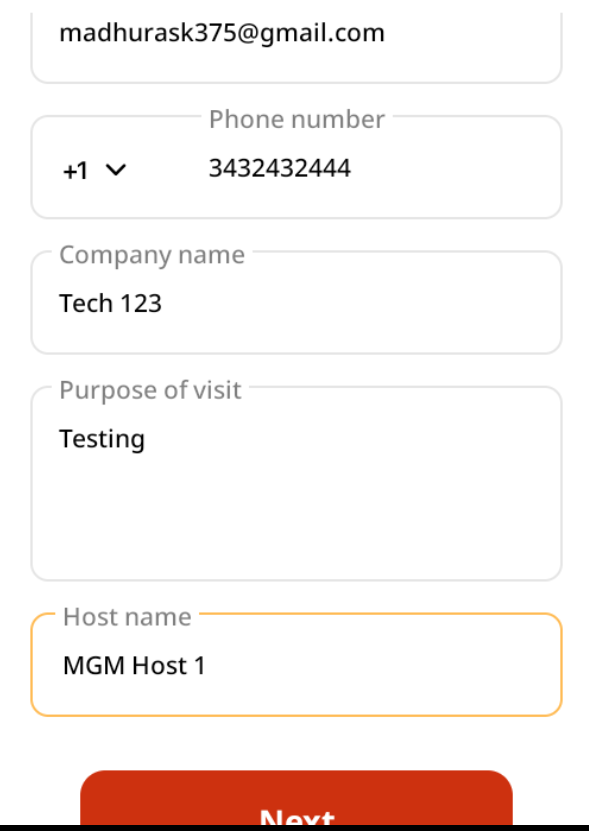 madhurask375@gmail.com
Phone number
+1 3432432444
Company name
Tech 123
Purpose of visit
Testing
Host name
MGM Host 1
Next